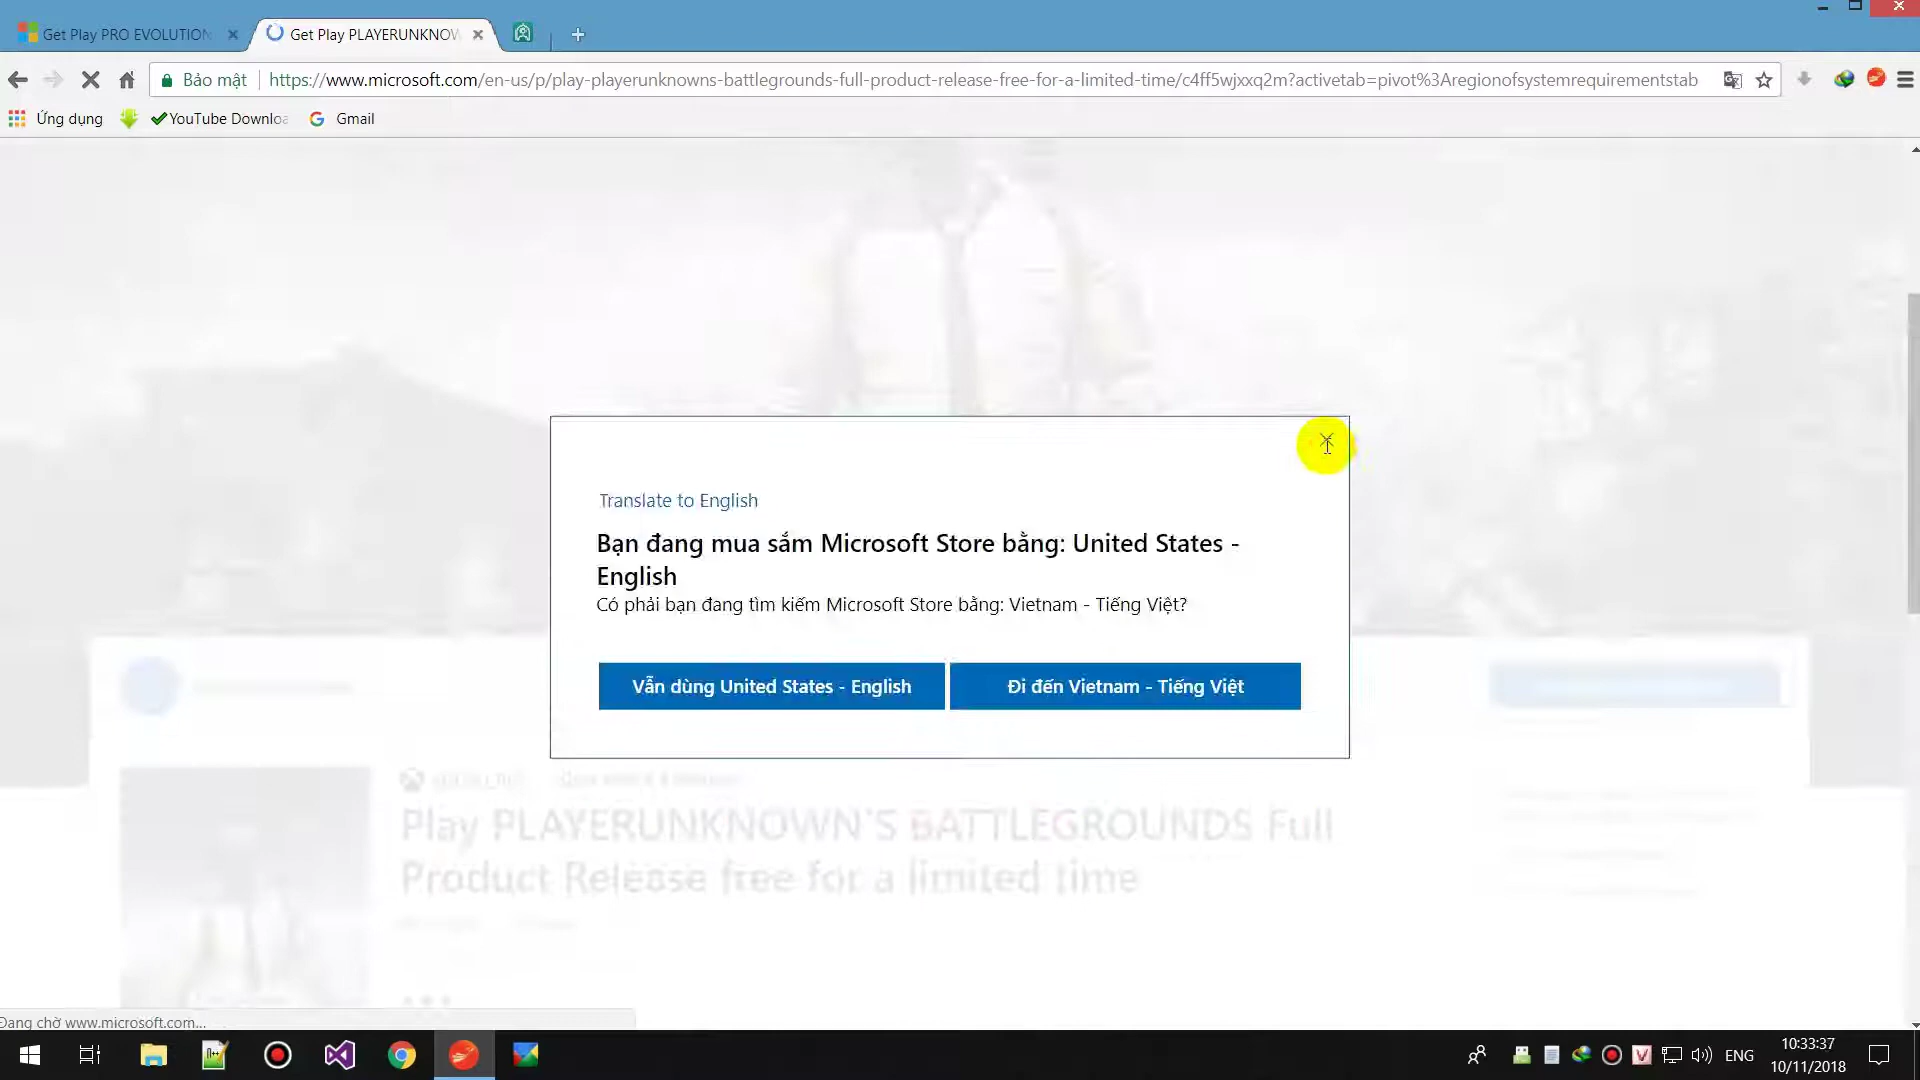 Get Play PRO EVOLUTION
Get Play PLAYERUNKNOW
Bảo mật
https://www.microsoft.com/en-us/p/play-playerunknowns-battlegrounds-full-product-release-free-for-a-limited-time/c4ff5wjxxq2m?activetab=pivot%3Aregionofsystemrequirementstab
Ứng dụng
YouTube Downloa
Gmail
Translate to English
Bạn đang mua sắm Microsoft Store bằng: United States -
English
Có phải bạn đang tìm kiếm Microsoft Store bằng: Vietnam - Tiếng Việt?
Vẫn dùng United States - English
Đi đến Vietnam - Tiếng Việt
Play PLAYERUNKNOWN'S BATTLEGROUNDS Full
Product Release free for a limited time
Đang chờ www.microsoft.com...
ENG
10:33:37
10/11/2018